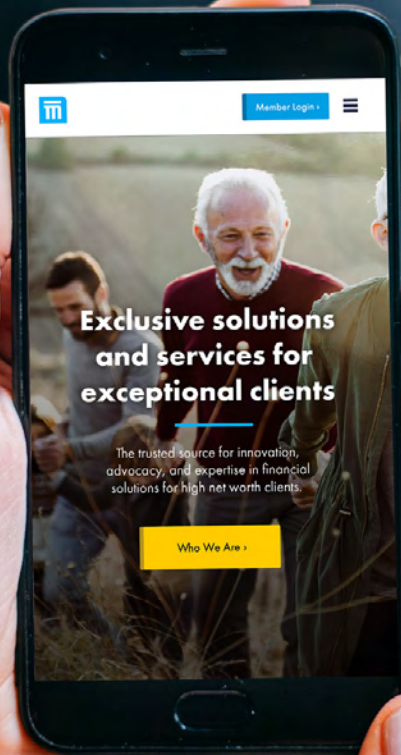 Member Login ›
Exclusive solutions
and services for
exceptional clients
The trusted source for innovation,
advocacy, and expertise in financial
solutions for high net worth clients.
Who We Are ›